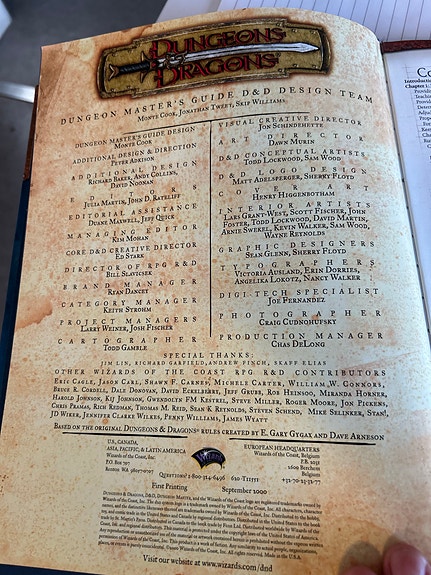 DUNGEONS & DRAGONS
DUNGEON MASTER'S GUIDE D&D DESIGN TEAM
MONTE COOK, JONATHAN TWEET, SKIP WILLIAMS
DUNGEON MASTER'S GUIDE DESIGN
MONTE COOK
ADDITIONAL DESIGN & DIRECTION
PETER ADKISON
ADDITIONAL DESIGN
RICHARD BAKER, ANDY COLLINS,
DAVID NOONAN
EDITORS
JULIA MARTIN, JOHN D. RATELIFF
EDITORIAL ASSISTANCE
DUANE MAXWELL, JEFF QUICK
MANAGING EDITOR
KIM MOHAN
CORE D&D CREATIVE DIRECTOR
ED STARK
DIRECTOR OF RPG R&D
BILL SLAVICSEK
BRAND MANAGER
RYAN DANCEY
CATEGORY MANAGER
KEITH STROHM
PROJECT MANAGERS
LARRY WEINER, JOSH FISCHER
CARTOGRAPHER
TODD GAMBLE
VISUAL CREATIVE DIRECTOR
JON SCHINDEHETTE
ART DIRECTOR
DAWN MURIN
D&D CONCEPTUAL ARTISTS
TODD LOCKWOOD, SAM WOOD
D&D LOGO DESIGN
MATT ADELSPERGER, SHERRY FLOYD
COVER ART
HENRY HIGGENBOTHAM
INTERIOR ARTISTS
LARS GRANT-WEST, SCOTT FISCHER, JOHN
FOSTER, TODD LOCKWOOD, DAVID MARTIN,
ARNIE SWEKEL, KEVIN WALKER, SAM WOOD,
WAYNE REYNOLDS
GRAPHIC DESIGNERS
SEAN GLENN, SHERRY FLOYD
TYPOGRAPHERS
VICTORIA AUSLAND, ERIN DORRIES,
ANGELIKA LOKOTZ, NANCY WALKER
DIGI-TECH SPECIALIST
JOE FERNANDEZ
PHOTOGRAPHER
CRAIG CUDNOHUFSKY
PRODUCTION MANAGER
CHAS DELONG
SPECIAL THANKS:
JIM LIN, RICHARD GARFIELD, ANDREW FINCH, SKAFF ELIAS
OTHER WIZARDS OF THE COAST RPG R&D CONTRIBUTORS
ERIC CAGLE, JASON CARL, SHAWN F. CARNES, MICHELE CARTER, WILLIAM W. CONNORS,
BRUCE R. CORDELL, DALE DONOVAN, DAVID ECKELBERRY, JEFF GRUBB, ROB HEINSOO, MIRANDA HORNER,
HAROLD JOHNSON, KIJ JOHNSON, GWENDOLYN FM KESTREL, STEVE MILLER, ROGER MOORE, JON PICKENS,
CHRIS PRAMAS, RICH REDMAN, THOMAS M. REID, SEAN K REYNOLDS, STEVEN SCHEND, MIKE SELINKER, STAN!,
JD WIKER, JENNIFER CLARKE WILKES, PENNY WILLIAMS, JAMES WYATT
BASED ON THE ORIGINAL DUNGEONS & DRAGONS® RULES CREATED BY E. GARY GYGAX AND DAVE ARNESON
U.S., CANADA,
ASIA, PACIFIC, & LATIN AMERICA
Wizards of the Coast, Inc.
P.O. Box 707
Renton WA 98057-0707
EUROPEAN HEADQUARTERS
Wizards of the Coast, Belgium
P.B. 2031
2600 Berchem
Belgium
+32-70-23-32-77
QUESTIONS? 1-800-324-6496
620-T11551
First Printing September 2000
Visit our website at www.wizards.com/dnd